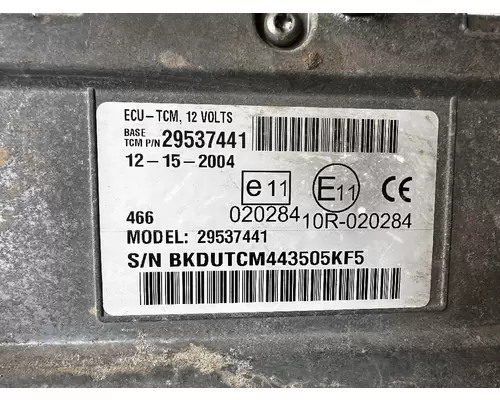 ECU-TCM, 12 VOLTS
BASE
TCM P/N 29537441
12-15-2004
e11 E11 CE
020284 10R-020284
466
MODEL: 29537441
S/N BKDUTCM443505KF5